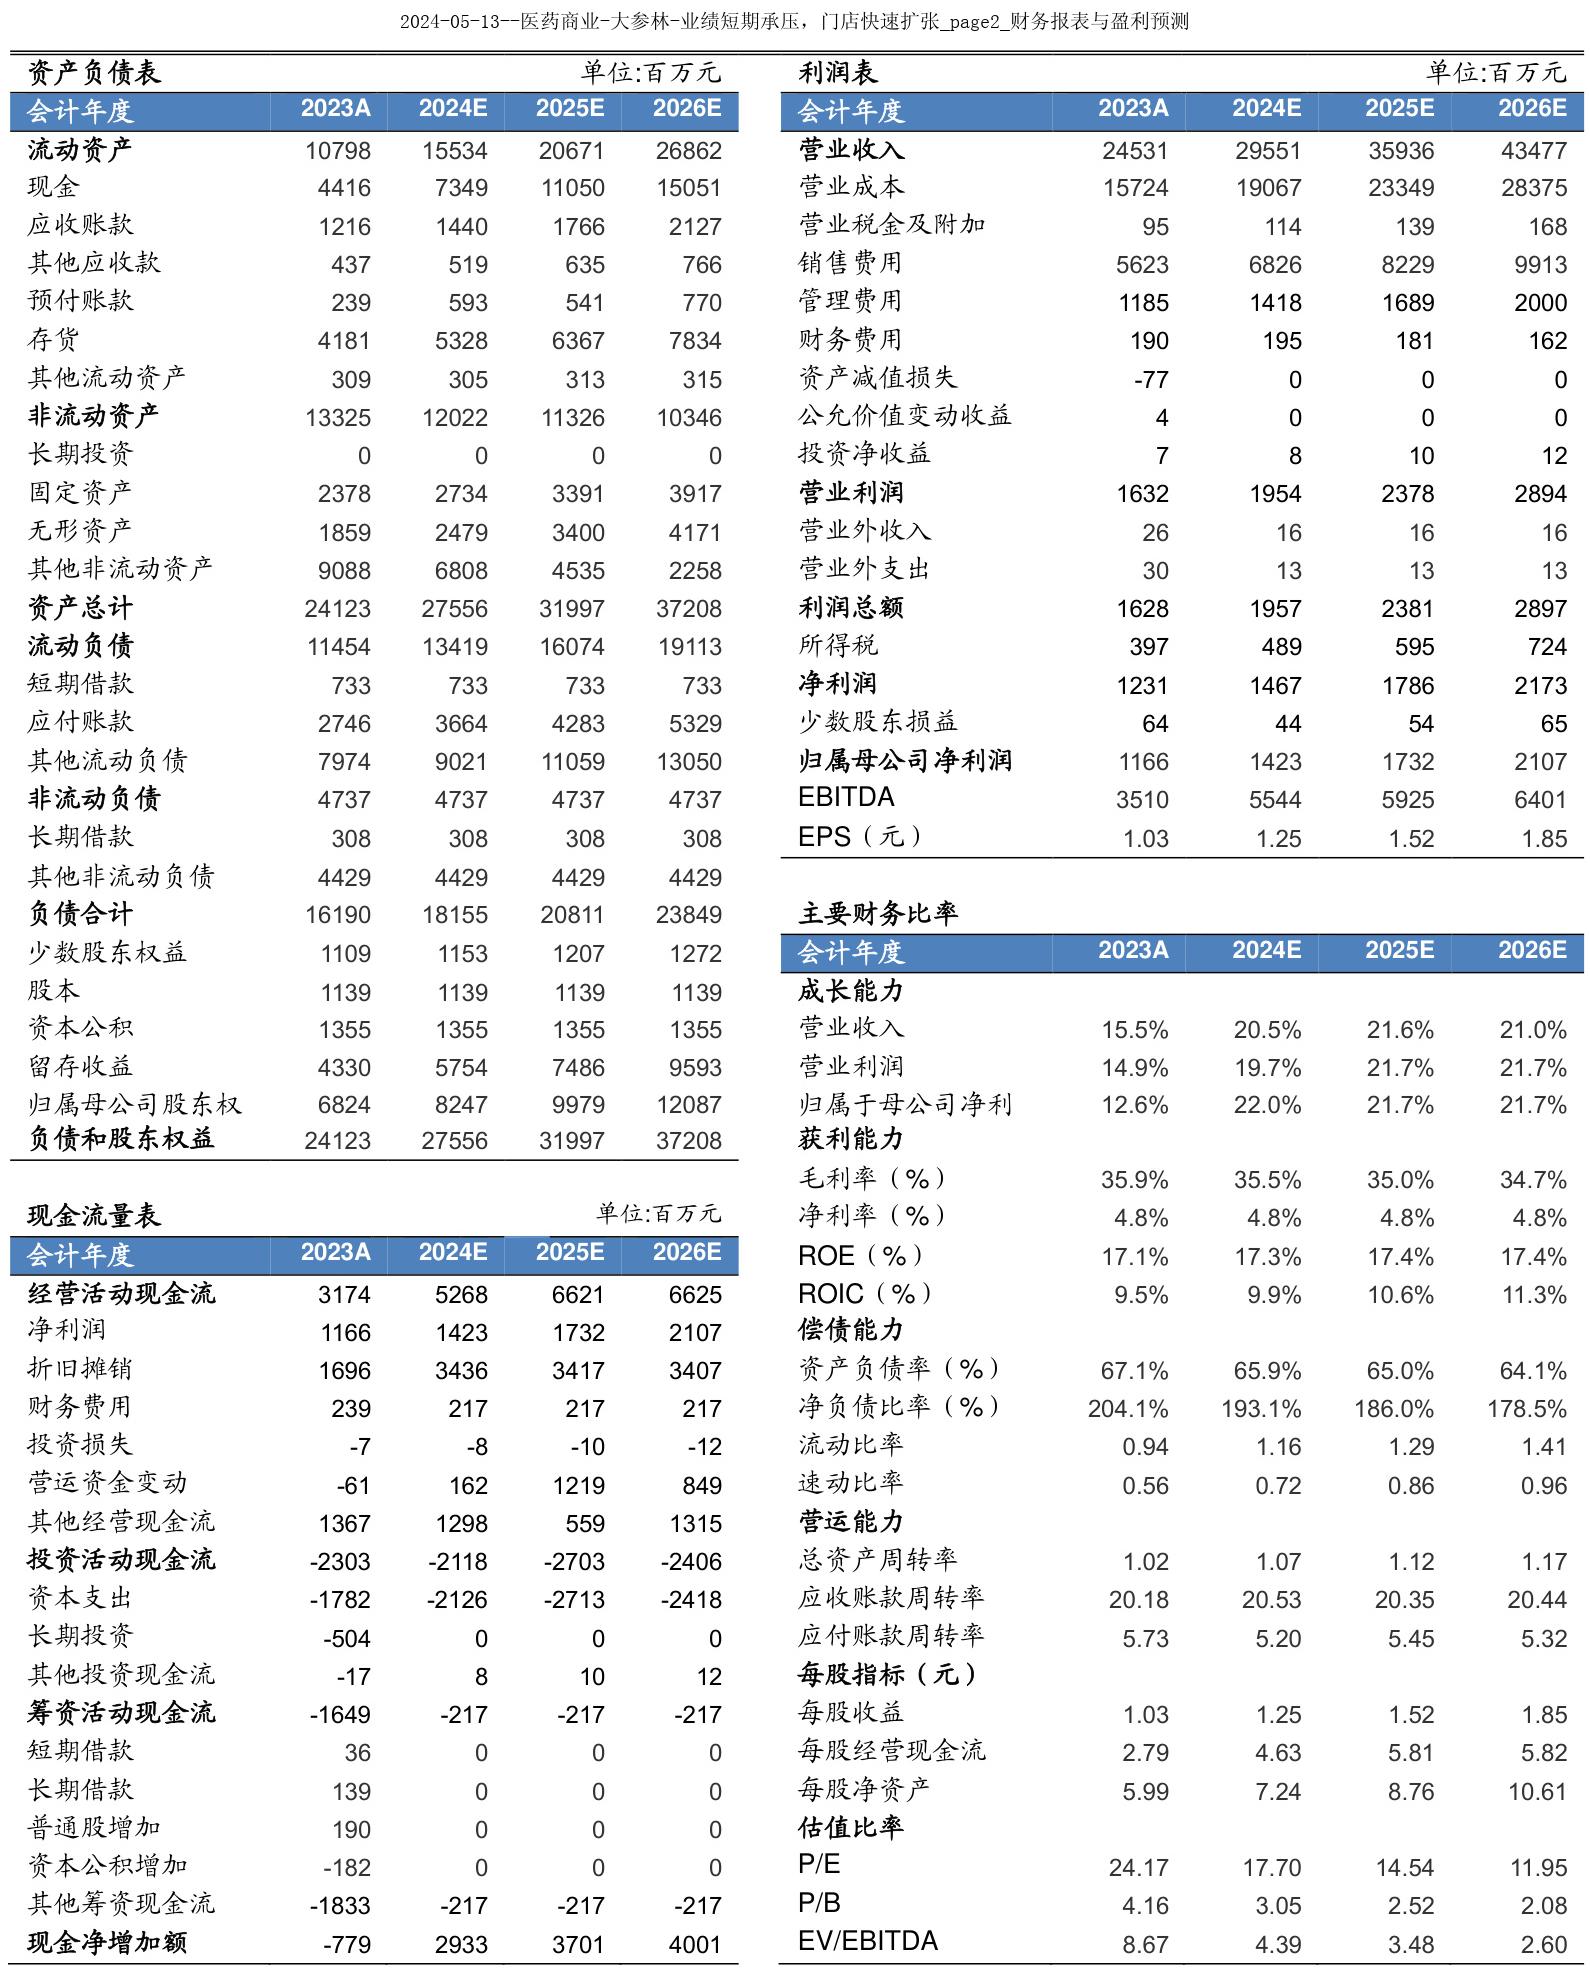 2024-05-13--医药商业-大参林-业绩短期承压，门店快速扩张_page2_财务报表与盈利预测
资产负债表 单位:百万元
会计年度 2023A 2024E 2025E 2026E
流动资产 10798 15534 20671 26862
现金 4416 7349 11050 15051
应收账款 1216 1440 1766 2127
其他应收款 437 519 635 766
预付账款 239 593 541 770
存货 4181 5328 6367 7834
其他流动资产 309 305 313 315
非流动资产 13325 12022 11326 10346
长期投资 0 0 0 0
固定资产 2378 2734 3391 3917
无形资产 1859 2479 3400 4171
其他非流动资产 9088 6808 4535 2258
资产总计 24123 27556 31997 37208
流动负债 11454 13419 16074 19113
短期借款 733 733 733 733
应付账款 2746 3664 4283 5329
其他流动负债 7974 9021 11059 13050
非流动负债 4737 4737 4737 4737
长期借款 308 308 308 308
其他非流动负债 4429 4429 4429 4429
负债合计 16190 18155 20811 23849
少数股东权益 1109 1153 1207 1272
股本 1139 1139 1139 1139
资本公积 1355 1355 1355 1355
留存收益 4330 5754 7486 9593
归属母公司股东权 6824 8247 9979 12087
负债和股东权益 24123 27556 31997 37208
现金流量表 单位:百万元
会计年度 2023A 2024E 2025E 2026E
经营活动现金流 3174 5268 6621 6625
净利润 1166 1423 1732 2107
折旧摊销 1696 3436 3417 3407
财务费用 239 217 217 217
投资损失 -7 -8 -10 -12
营运资金变动 -61 162 1219 849
其他经营现金流 1367 1298 559 1315
投资活动现金流 -2303 -2118 -2703 -2406
资本支出 -1782 -2126 -2713 -2418
长期投资 -504 0 0 0
其他投资现金流 -17 8 10 12
筹资活动现金流 -1649 -217 -217 -217
短期借款 36 0 0 0
长期借款 139 0 0 0
普通股增加 190 0 0 0
资本公积增加 -182 0 0 0
其他筹资现金流 -1833 -217 -217 -217
现金净增加额 -779 2933 3701 4001
利润表 单位:百万元
会计年度 2023A 2024E 2025E 2026E
营业收入 24531 29551 35936 43477
营业成本 15724 19067 23349 28375
营业税金及附加 95 114 139 168
销售费用 5623 6826 8229 9913
管理费用 1185 1418 1689 2000
财务费用 190 195 181 162
资产减值损失 -77 0 0 0
公允价值变动收益 4 0 0 0
投资净收益 7 8 10 12
营业利润 1632 1954 2378 2894
营业外收入 26 16 16 16
营业外支出 30 13 13 13
利润总额 1628 1957 2381 2897
所得税 397 489 595 724
净利润 1231 1467 1786 2173
少数股东损益 64 44 54 65
归属母公司净利润 1166 1423 1732 2107
EBITDA 3510 5544 5925 6401
EPS（元） 1.03 1.25 1.52 1.85
主要财务比率
会计年度 2023A 2024E 2025E 2026E
成长能力
营业收入 15.5% 20.5% 21.6% 21.0%
营业利润 14.9% 19.7% 21.7% 21.7%
归属于母公司净利 12.6% 22.0% 21.7% 21.7%
获利能力
毛利率（%） 35.9% 35.5% 35.0% 34.7%
净利率（%） 4.8% 4.8% 4.8% 4.8%
ROE（%） 17.1% 17.3% 17.4% 17.4%
ROIC（%） 9.5% 9.9% 10.6% 11.3%
偿债能力
资产负债率（%） 67.1% 65.9% 65.0% 64.1%
净负债比率（%） 204.1% 193.1% 186.0% 178.5%
流动比率 0.94 1.16 1.29 1.41
速动比率 0.56 0.72 0.86 0.96
营运能力
总资产周转率 1.02 1.07 1.12 1.17
应收账款周转率 20.18 20.53 20.35 20.44
应付账款周转率 5.73 5.20 5.45 5.32
每股指标（元）
每股收益 1.03 1.25 1.52 1.85
每股经营现金流 2.79 4.63 5.81 5.82
每股净资产 5.99 7.24 8.76 10.61
估值比率
P/E 24.17 17.70 14.54 11.95
P/B 4.16 3.05 2.52 2.08
EV/EBITDA 8.67 4.39 3.48 2.60